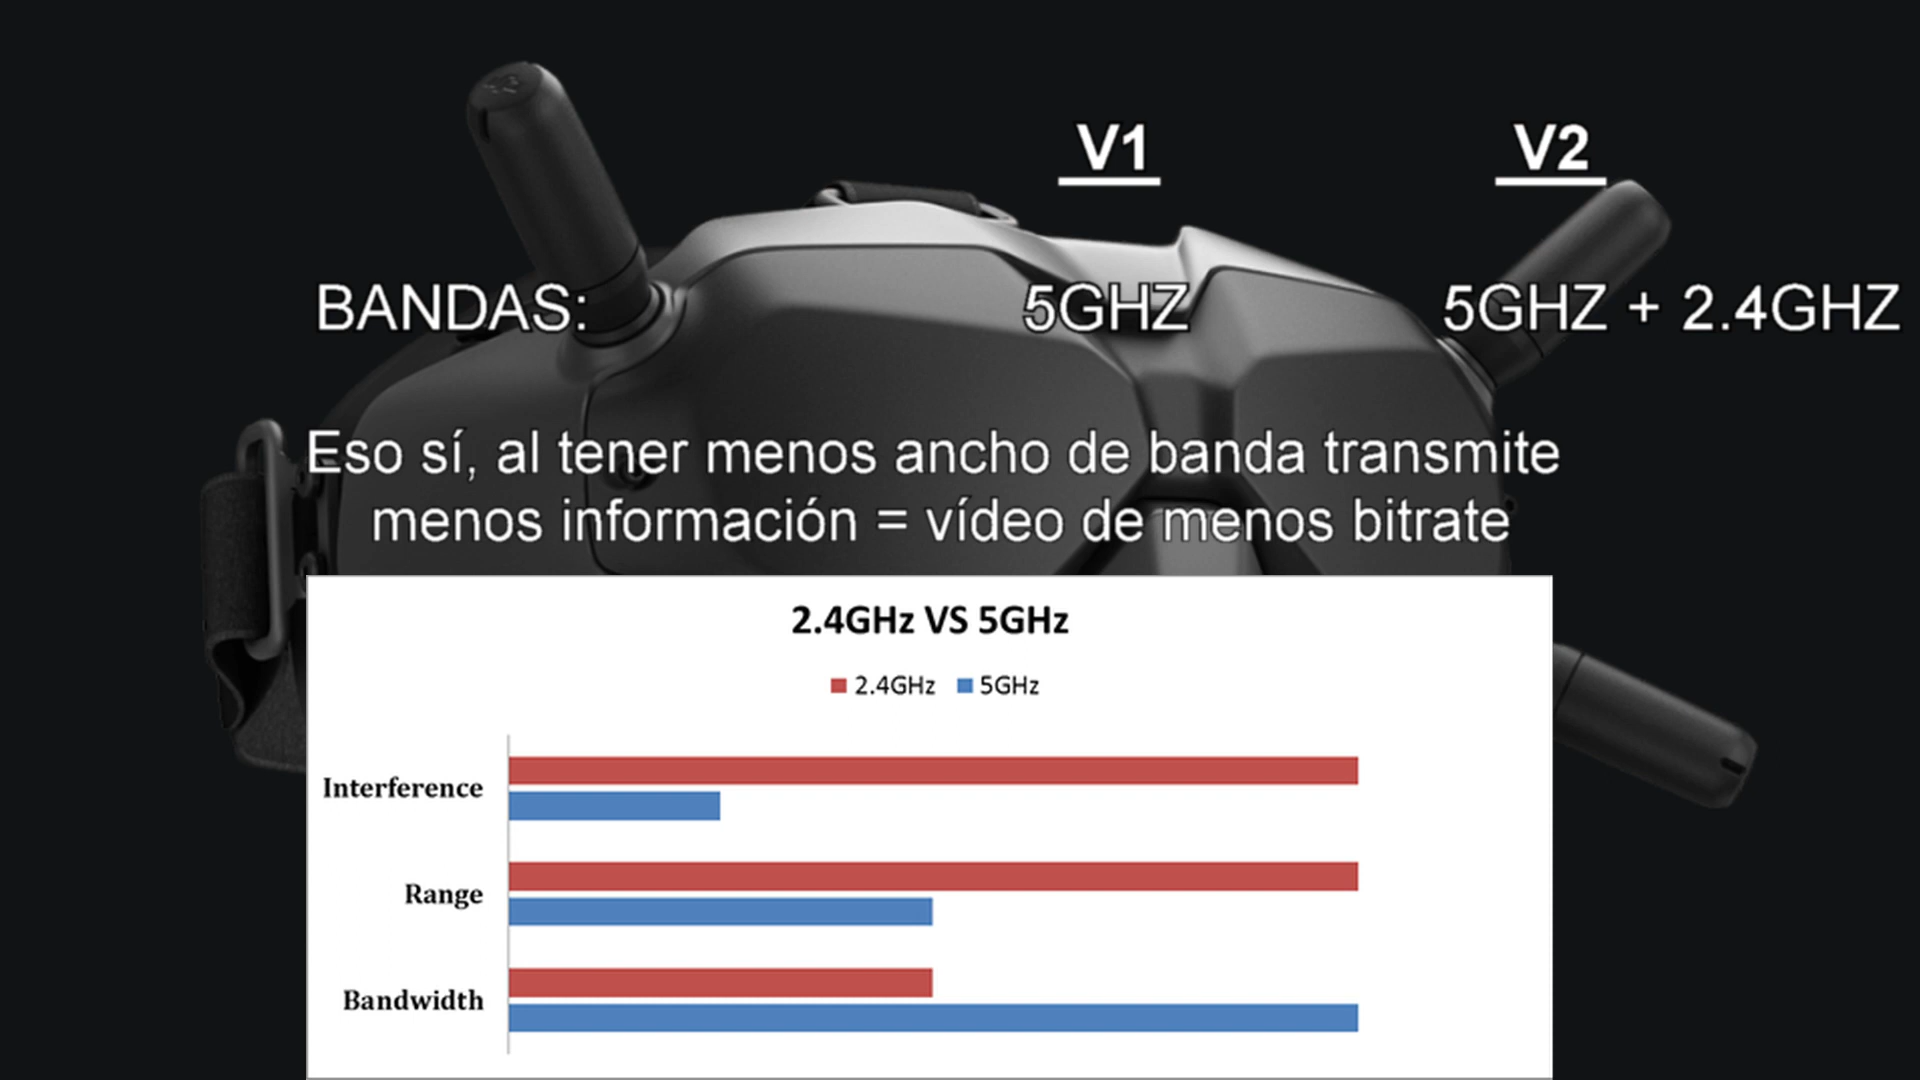 V1 V2
BANDAS: 5GHZ 5GHZ + 2.4GHZ
Eso sí, al tener menos ancho de banda transmite
menos información = vídeo de menos bitrate
2.4GHz VS 5GHz
2.4GHz 5GHz
Interference
Range
Bandwidth